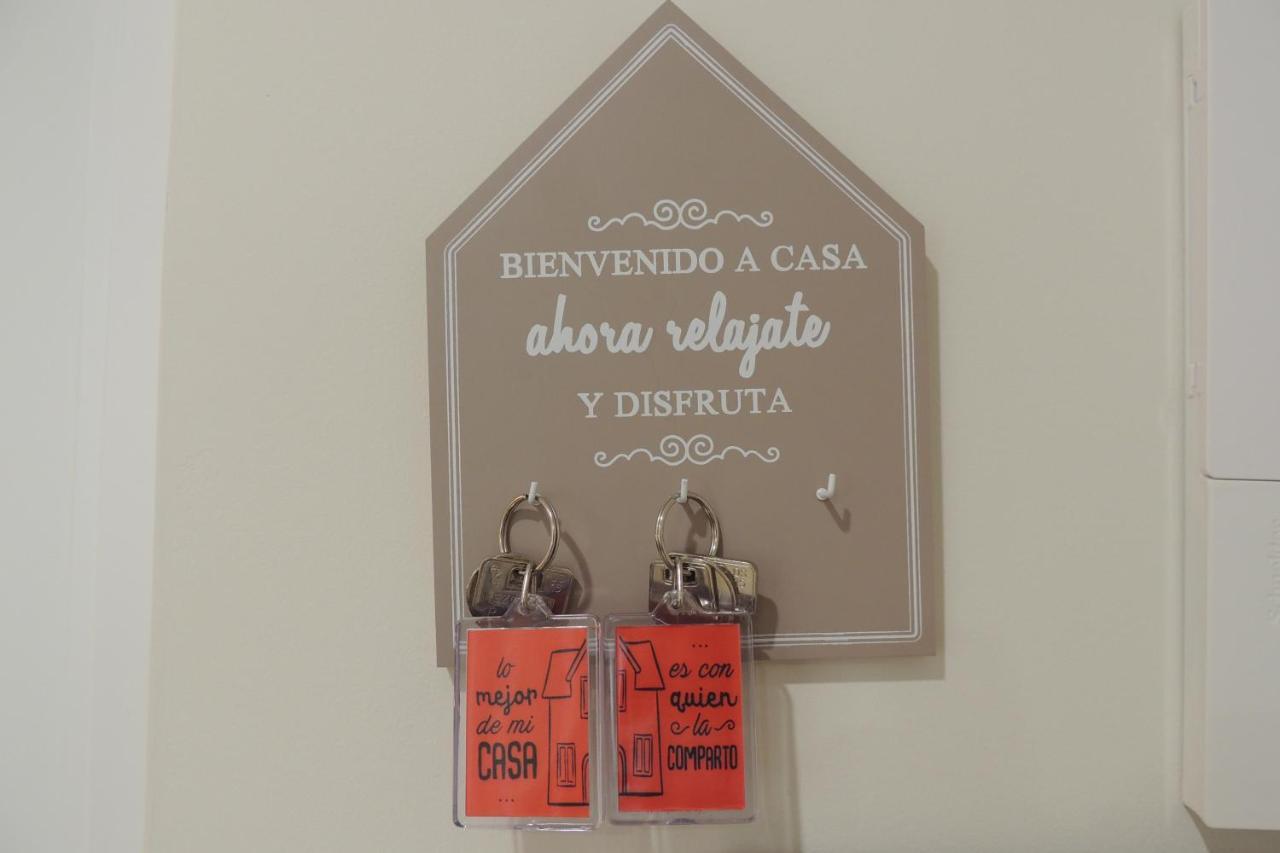 BIENVENIDO A CASA
ahora relajate
Y DISFRUTA
lo
mejor
de mi
CASA
...
...
es con
quien
la
COMPARTO